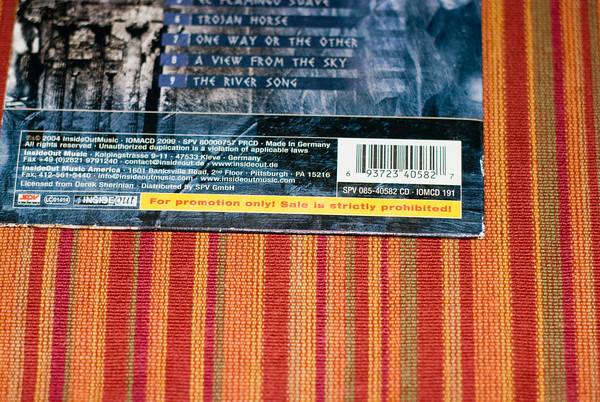 5 EL FLAMINGO SUAVE
6 TROJAN HORSE
7 ONE WAY OR THE OTHER
8 A VIEW FROM THE SKY
9 THE RIVER SONG
℗© 2004 InsideOutMusic · IOMACD 2099 · SPV 80000757 PRCD · Made in Germany
All rights reserved · Unauthorized duplication is a violation of applicable laws
InsideOut Music · Kolpingstrasse 9-11 · 47533 Kleve · Germany
Fax +49 (0)2821 9791240 · contact@insideout.de · www.insideout.de
InsideOut Music America · 1601 Banksville Road, 2nd Floor · Pittsburgh · PA 15216
Fax. 412-561-5440 · info@insideoutmusic.com · www.insideoutmusic.com
Licensed from Derek Sherinian · Distributed by SPV GmbH
6 93723 40582 7
SPV 085-40582 CD · IOMCD 191
SPV LC01414 INSIDEOUT
For promotion only! Sale is strictly prohibited!